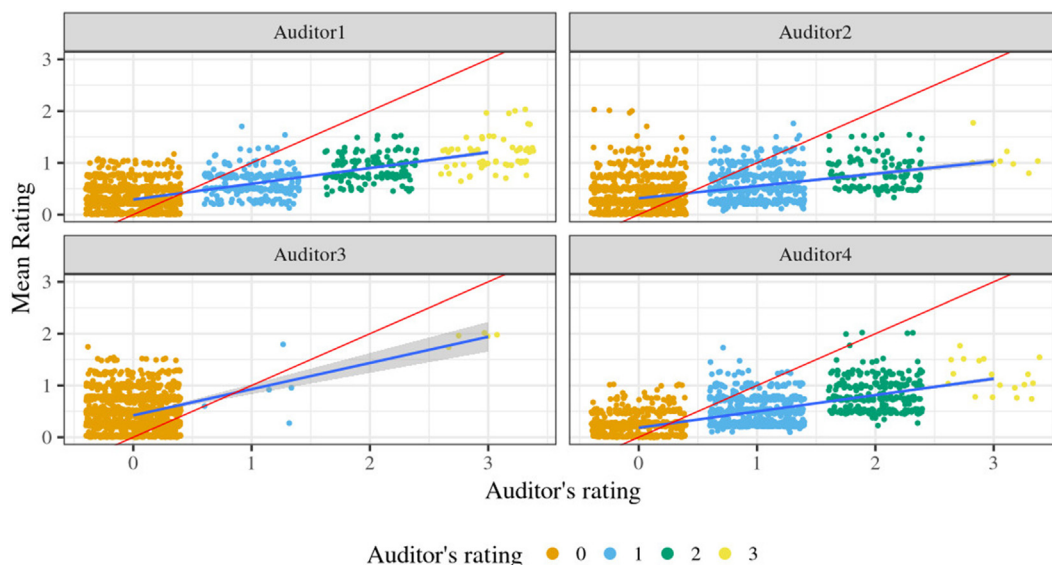 Auditor1 Auditor2
3
2
1
0
Auditor3 Auditor4
3
2
1
0
Mean Rating
0 1 2 3 0 1 2 3
Auditor's rating
Auditor's rating 0 1 2 3